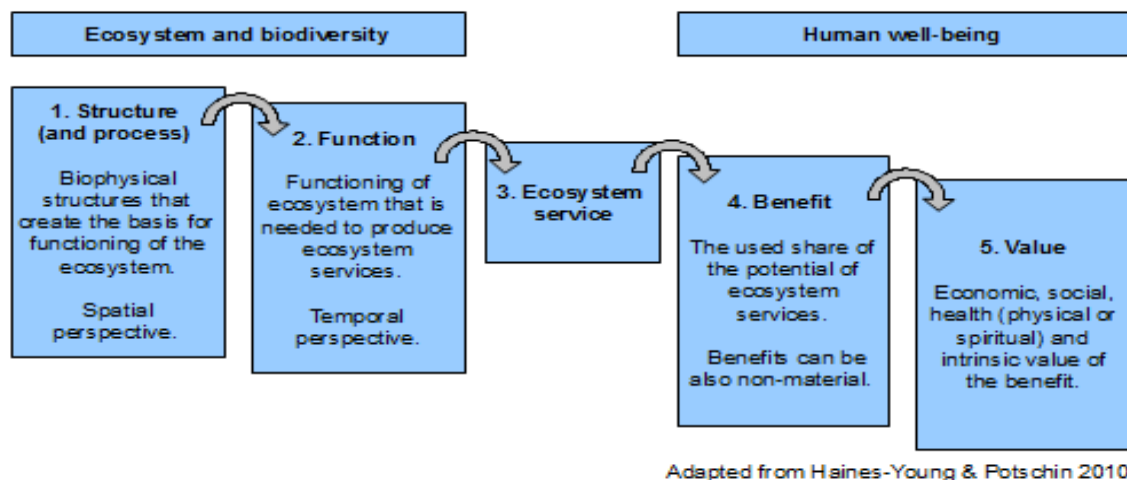 Ecosystem and biodiversity
Human well-being
1. Structure
(and process)
Biophysical
structures that
create the basis for
functioning of the
ecosystem.
Spatial
perspective.
2. Function
Functioning of
ecosystem that is
needed to produce
ecosystem
services.
Temporal
perspective.
3. Ecosystem
service
4. Benefit
The used share of
the potential of
ecosystem
services.
Benefits can be
also non-material.
5. Value
Economic, social,
health (physical or
spiritual) and
intrinsic value of
the benefit.
Adapted from Haines-Young & Potschin 2010